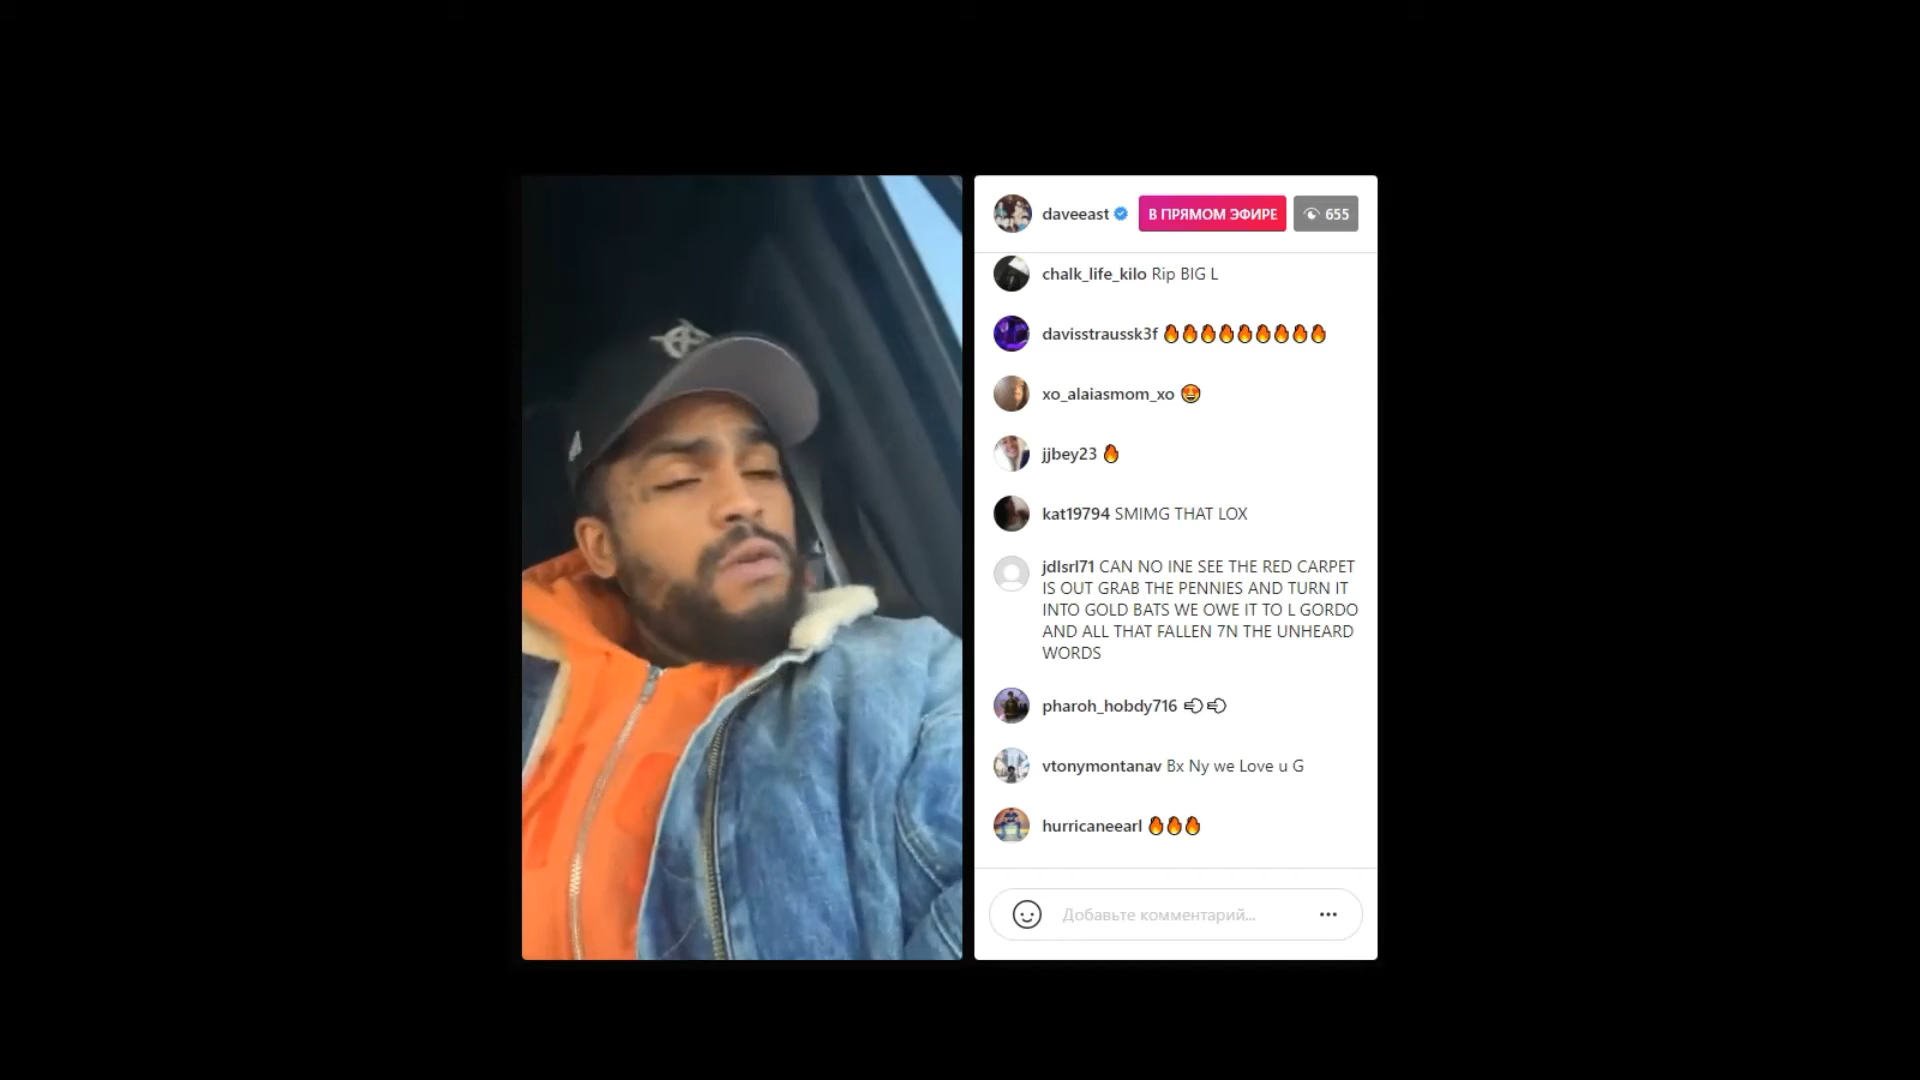 daveeast В ПРЯМОМ ЭФИРЕ 655
chalk_life_kilo Rip BIG L
davisstraussk3f 🔥🔥🔥🔥🔥🔥🔥🔥🔥
xo_alaiasmom_xo 🤩
jjbey23 🔥
kat19794 SMIMG THAT LOX
jdlsrl71 CAN NO INE SEE THE RED CARPET
IS OUT GRAB THE PENNIES AND TURN IT
INTO GOLD BATS WE OWE IT TO L GORDO
AND ALL THAT FALLEN 7N THE UNHEARD
WORDS
pharoh_hobdy716 💨💨
vtonymontanav Bx Ny we Love u G
hurricaneearl 🔥🔥🔥
Добавьте комментарий...